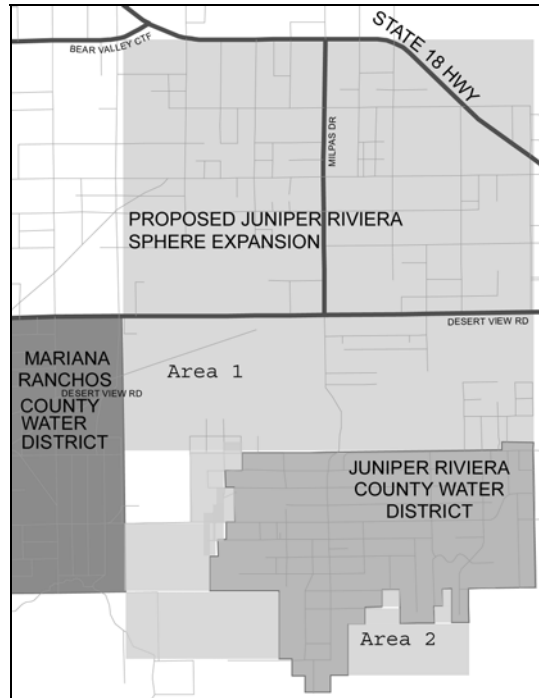 BEAR VALLEY CTF
STATE 18 HWY
MILPAS DR
PROPOSED JUNIPER RIVIERA
SPHERE EXPANSION
DESERT VIEW RD
MARIANA
RANCHOS
DESERT VIEW RD
COUNTY
WATER
DISTRICT
Area 1
JUNIPER RIVIERA
COUNTY WATER
DISTRICT
Area 2